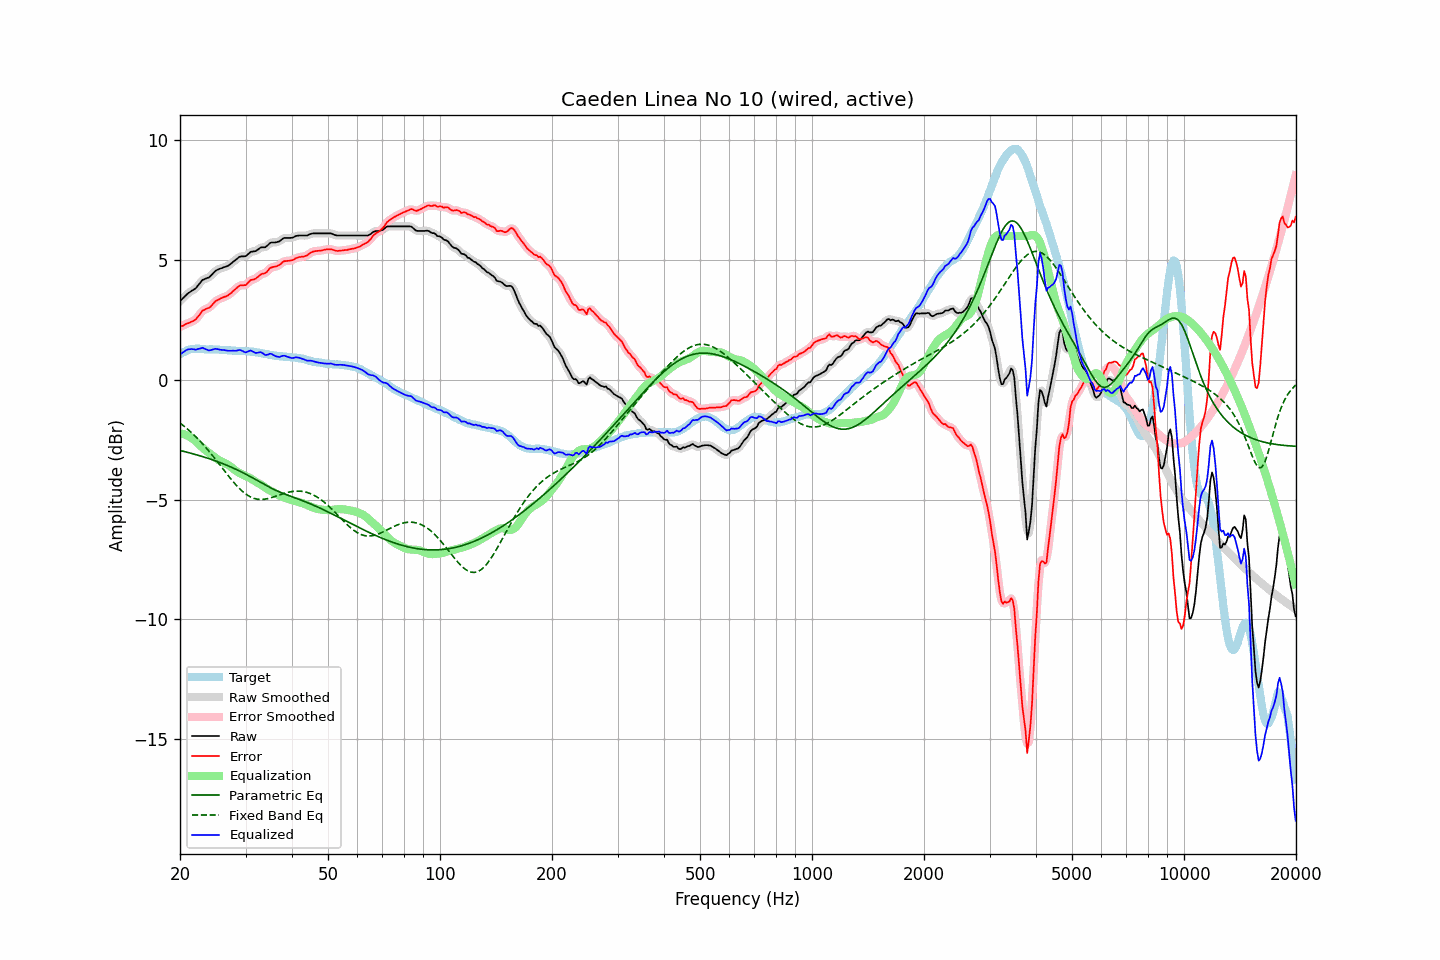 Caeden Linea No 10 (wired, active)
10
5
0
−5
−10
−15
Amplitude (dBr)
Target
Raw Smoothed
Error Smoothed
Raw
Error
Equalization
Parametric Eq
Fixed Band Eq
Equalized
20 50 100 200 500 1000 2000 5000 10000 20000
Frequency (Hz)